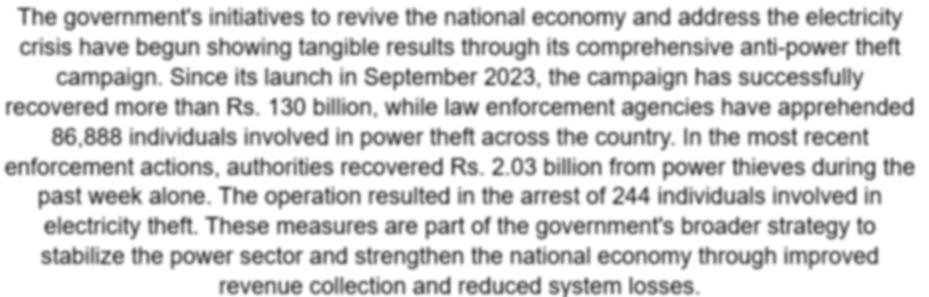 The government's initiatives to revive the national economy and address the electricity
crisis have begun showing tangible results through its comprehensive anti-power theft
campaign. Since its launch in September 2023, the campaign has successfully
recovered more than Rs. 130 billion, while law enforcement agencies have apprehended
86,888 individuals involved in power theft across the country. In the most recent
enforcement actions, authorities recovered Rs. 2.03 billion from power thieves during the
past week alone. The operation resulted in the arrest of 244 individuals involved in
electricity theft. These measures are part of the government's broader strategy to
stabilize the power sector and strengthen the national economy through improved
revenue collection and reduced system losses.